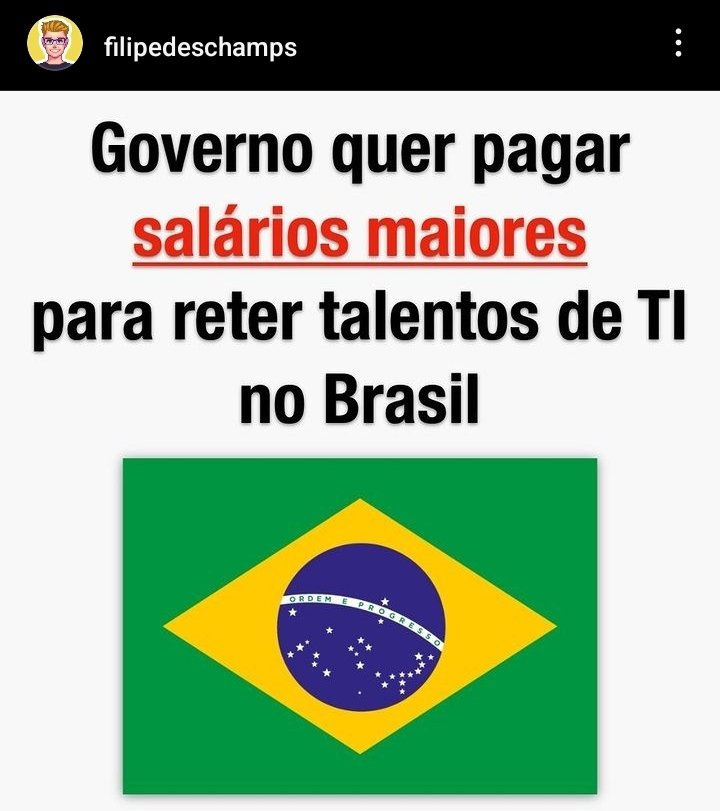 filipedeschamps
Governo quer pagar
salários maiores
para reter talentos de TI
no Brasil
ORDEM E PROGRESSO